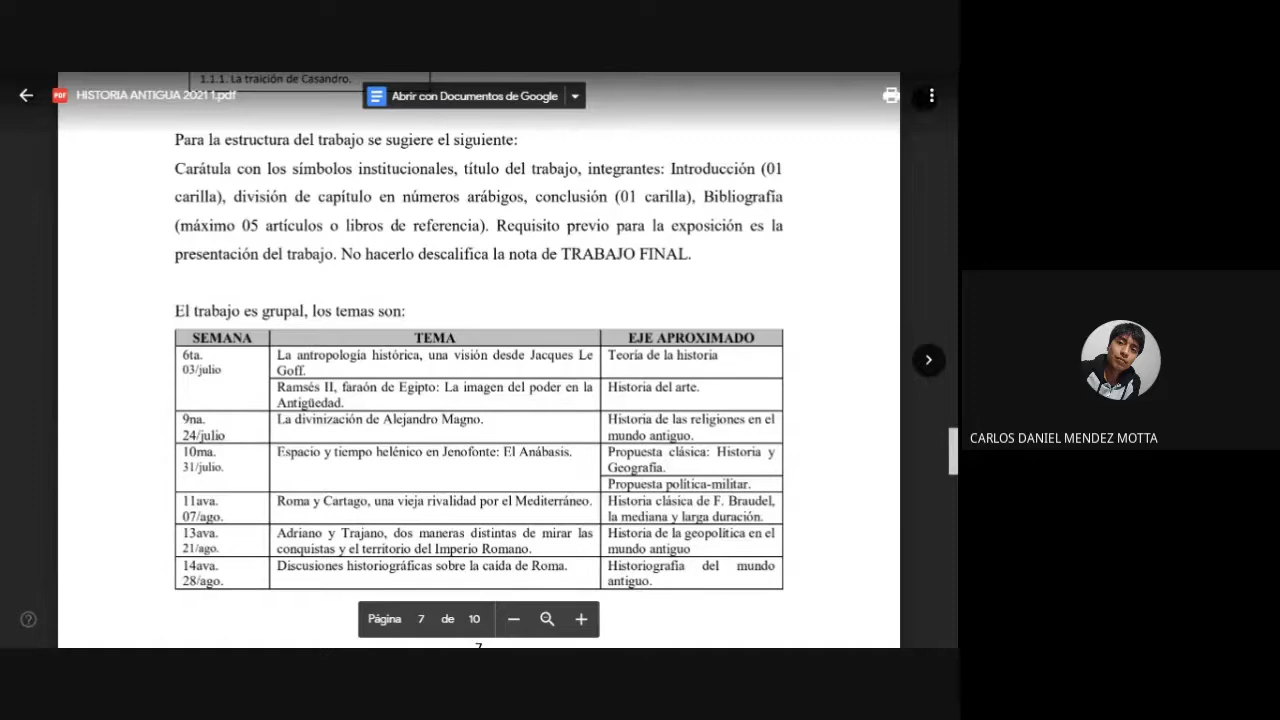 1.1.1. La traición de Casandro.
HISTORIA ANTIGUA 2021 1.pdf
Abrir con Documentos de Google
Para la estructura del trabajo se sugiere el siguiente:
Carátula con los símbolos institucionales, título del trabajo, integrantes: Introducción (01
carilla), división de capítulo en números arábigos, conclusión (01 carilla), Bibliografía
(máximo 05 artículos o libros de referencia). Requisito previo para la exposición es la
presentación del trabajo. No hacerlo descalifica la nota de TRABAJO FINAL.
El trabajo es grupal, los temas son:
SEMANA TEMA EJE APROXIMADO
6ta. La antropología histórica, una visión desde Jacques Le Teoría de la historia
03/julio Goff.
Ramsés II, faraón de Egipto: La imagen del poder en la Historia del arte.
Antigüedad.
9na. La divinización de Alejandro Magno. Historia de las religiones en el
24/julio mundo antiguo.
10ma. Espacio y tiempo helénico en Jenofonte: El Anábasis. Propuesta clásica: Historia y
31/julio. Geografía.
Propuesta política-militar.
11ava. Roma y Cartago, una vieja rivalidad por el Mediterráneo. Historia clásica de F. Braudel,
07/ago. la mediana y larga duración.
13ava. Adriano y Trajano, dos maneras distintas de mirar las Historia de la geopolítica en el
21/ago. conquistas y el territorio del Imperio Romano. mundo antiguo
14ava. Discusiones historiográficas sobre la caída de Roma. Historiografía del mundo
28/ago. antiguo.
Página 7 de 10
7
CARLOS DANIEL MENDEZ MOTTA